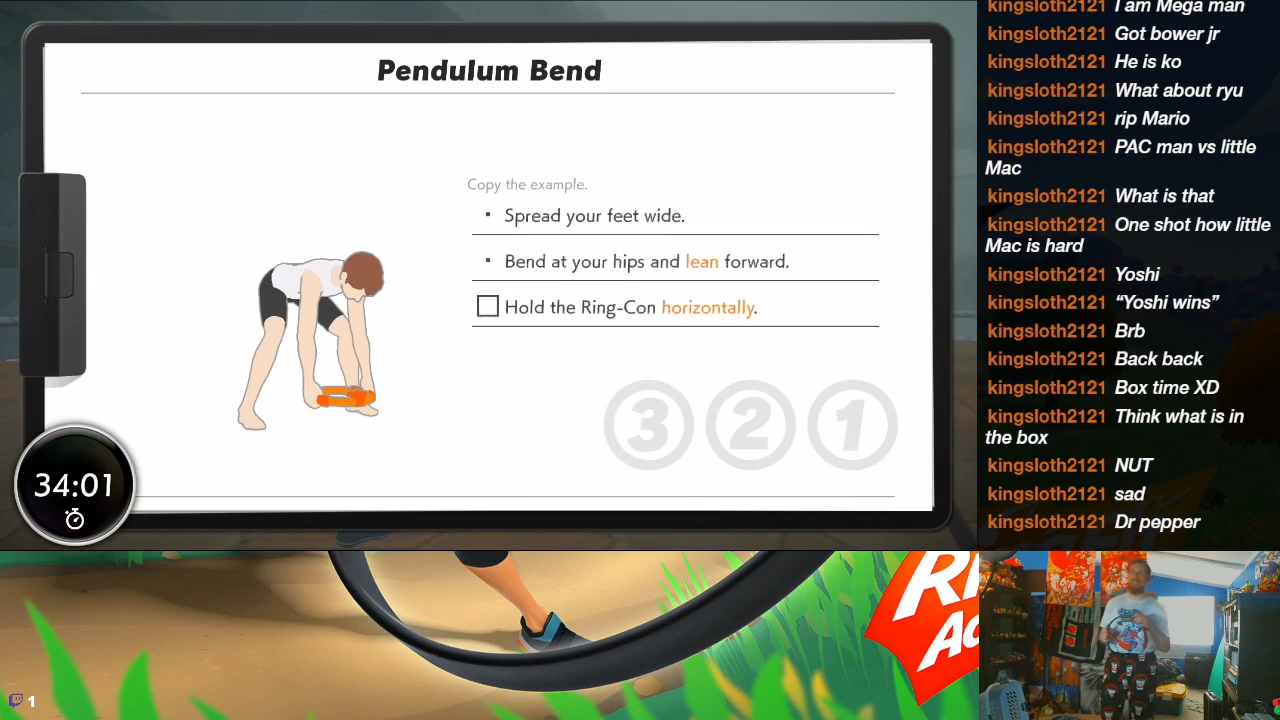 Pendulum Bend
Copy the example.
• Spread your feet wide.
• Bend at your hips and lean forward.
Hold the Ring-Con horizontally.
3 2 1
34:01
1
kingsloth2121 I am Mega man
kingsloth2121 Got bower jr
kingsloth2121 He is ko
kingsloth2121 What about ryu
kingsloth2121 rip Mario
kingsloth2121 PAC man vs little
Mac
kingsloth2121 What is that
kingsloth2121 One shot how little
Mac is hard
kingsloth2121 Yoshi
kingsloth2121 “Yoshi wins”
kingsloth2121 Brb
kingsloth2121 Back back
kingsloth2121 Box time XD
kingsloth2121 Think what is in
the box
kingsloth2121 NUT
kingsloth2121 sad
kingsloth2121 Dr pepper